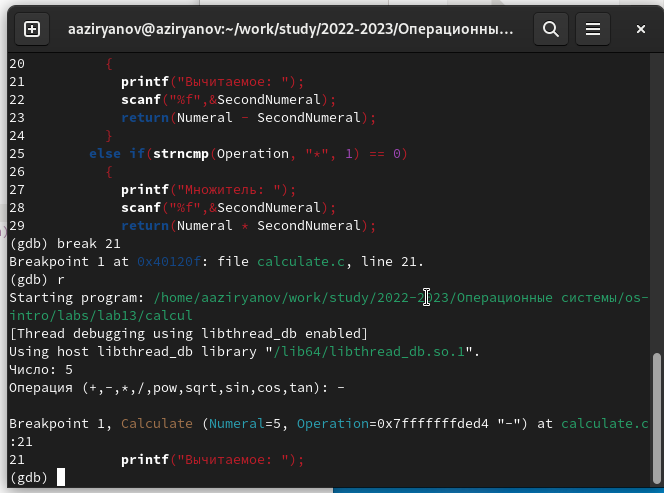 aaziryanov@aziryanov:~/work/study/2022-2023/Операционны...
20 {
21 printf("Вычитаемое: ");
22 scanf("%f",&SecondNumeral);
23 return(Numeral - SecondNumeral);
24 }
25 else if(strncmp(Operation, "*", 1) == 0)
26 {
27 printf("Множитель: ");
28 scanf("%f",&SecondNumeral);
29 return(Numeral * SecondNumeral);
(gdb) break 21
Breakpoint 1 at 0x40120f: file calculate.c, line 21.
(gdb) r
Starting program: /home/aaziryanov/work/study/2022-2023/Операционные системы/os-
intro/labs/lab13/calcul
[Thread debugging using libthread_db enabled]
Using host libthread_db library "/lib64/libthread_db.so.1".
Число: 5
Операция (+,-,*,/,pow,sqrt,sin,cos,tan): -
Breakpoint 1, Calculate (Numeral=5, Operation=0x7fffffffded4 "-") at calculate.c
:21
21 printf("Вычитаемое: ");
(gdb)